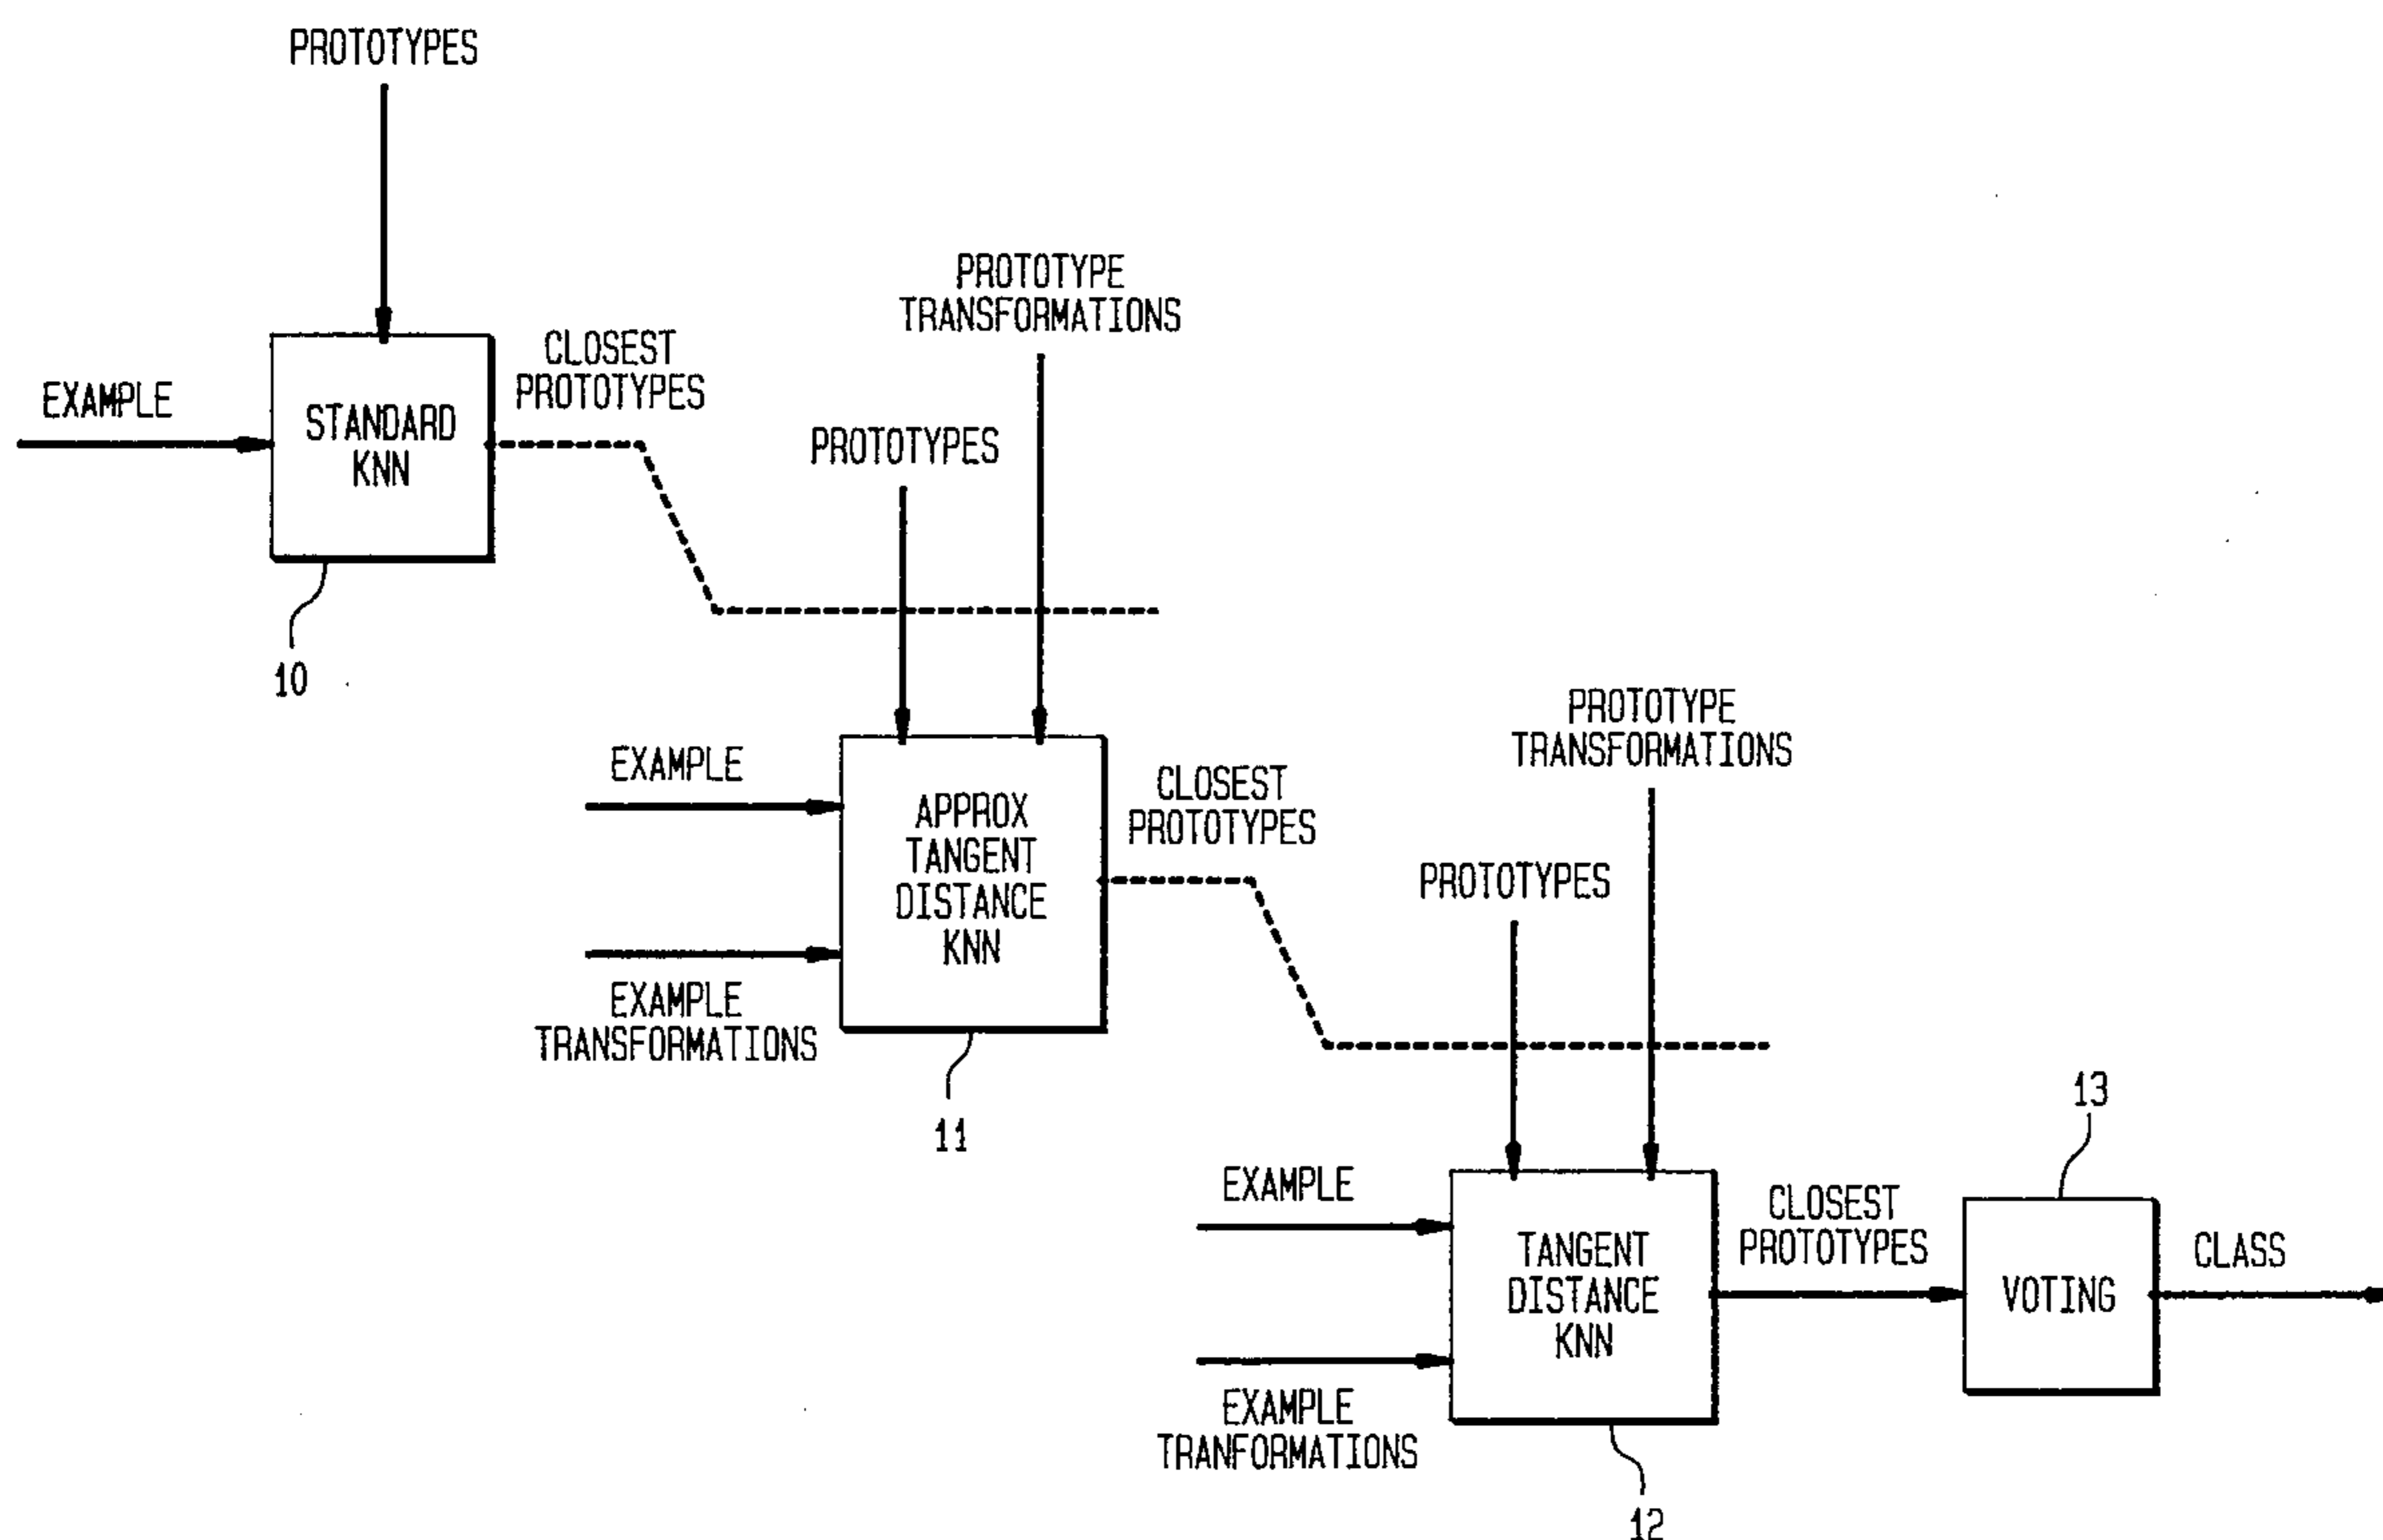 PROTOTYPES
EXAMPLE
STANDARD
KNN
CLOSEST
PROTOTYPES
10
PROTOTYPE
TRANSFORMATIONS
PROTOTYPES
EXAMPLE
EXAMPLE
TRANSFORMATIONS
APPROX
TANGENT
DISTANCE
KNN
CLOSEST
PROTOTYPES
11
PROTOTYPE
TRANSFORMATIONS
PROTOTYPES
EXAMPLE
EXAMPLE
TRANFORMATIONS
TANGENT
DISTANCE
KNN
CLOSEST
PROTOTYPES
12
13
VOTING
CLASS